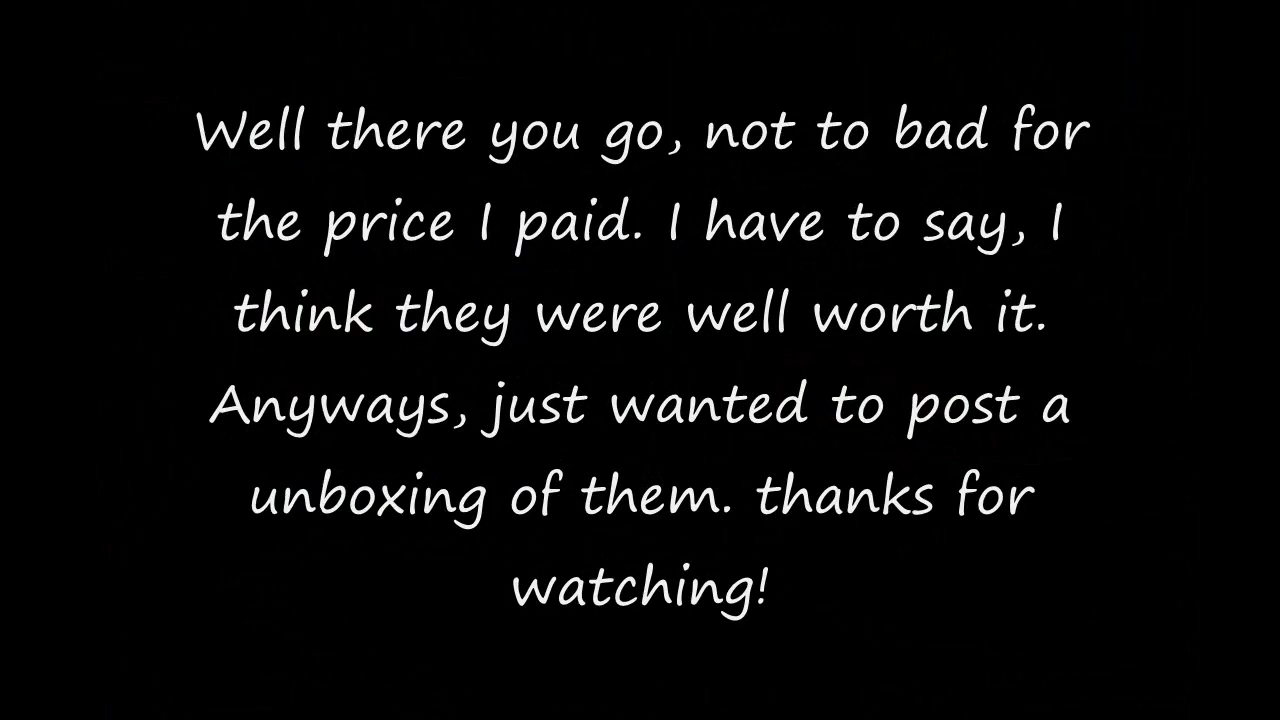 Well there you go, not to bad for
the price I paid. I have to say, I
think they were well worth it.
Anyways, just wanted to post a
unboxing of them. thanks for
watching!